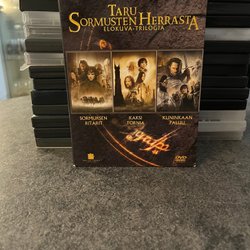 TARU
SORMUSTEN HERRASTA
ELOKUVA-TRILOGIA
SORMUKSEN
RITARIT
KAKSI
TORNIA
KUNINKAAN
PALUU
DVD